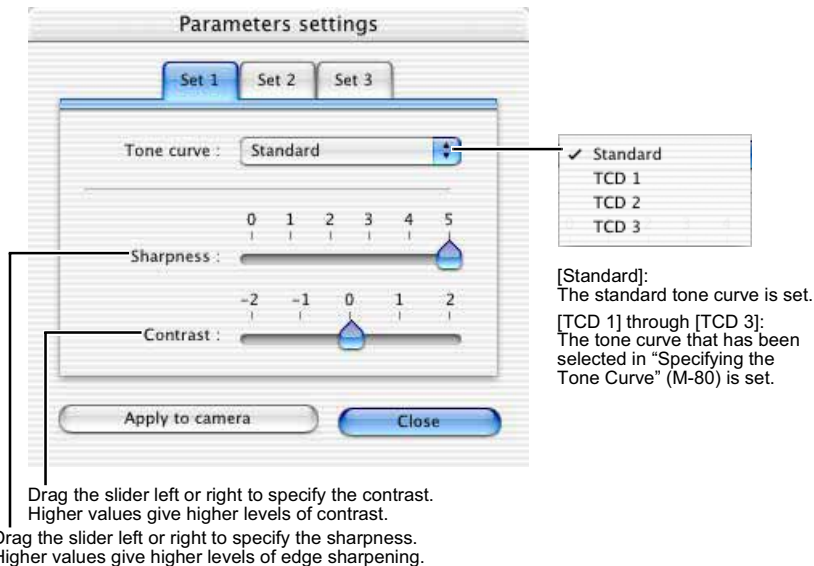 Parameters settings
Set 1 Set 2 Set 3
Tone curve : Standard
0 1 2 3 4 5
Sharpness :
-2 -1 0 1 2
Contrast :
Apply to camera Close
✓ Standard
TCD 1
TCD 2
TCD 3
[Standard]:
The standard tone curve is set.
[TCD 1] through [TCD 3]:
The tone curve that has been
selected in “Specifying the
Tone Curve” (M-80) is set.
Drag the slider left or right to specify the contrast.
Higher values give higher levels of contrast.
Drag the slider left or right to specify the sharpness.
Higher values give higher levels of edge sharpening.